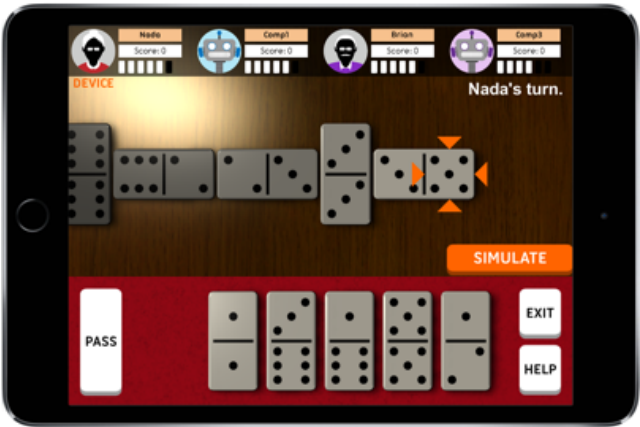 Nada
Comp1
Brian
Comp3
Score: 0
Score: 0
Score: 0
Score: 0
DEVICE
Nada's turn.
SIMULATE
PASS
EXIT
HELP